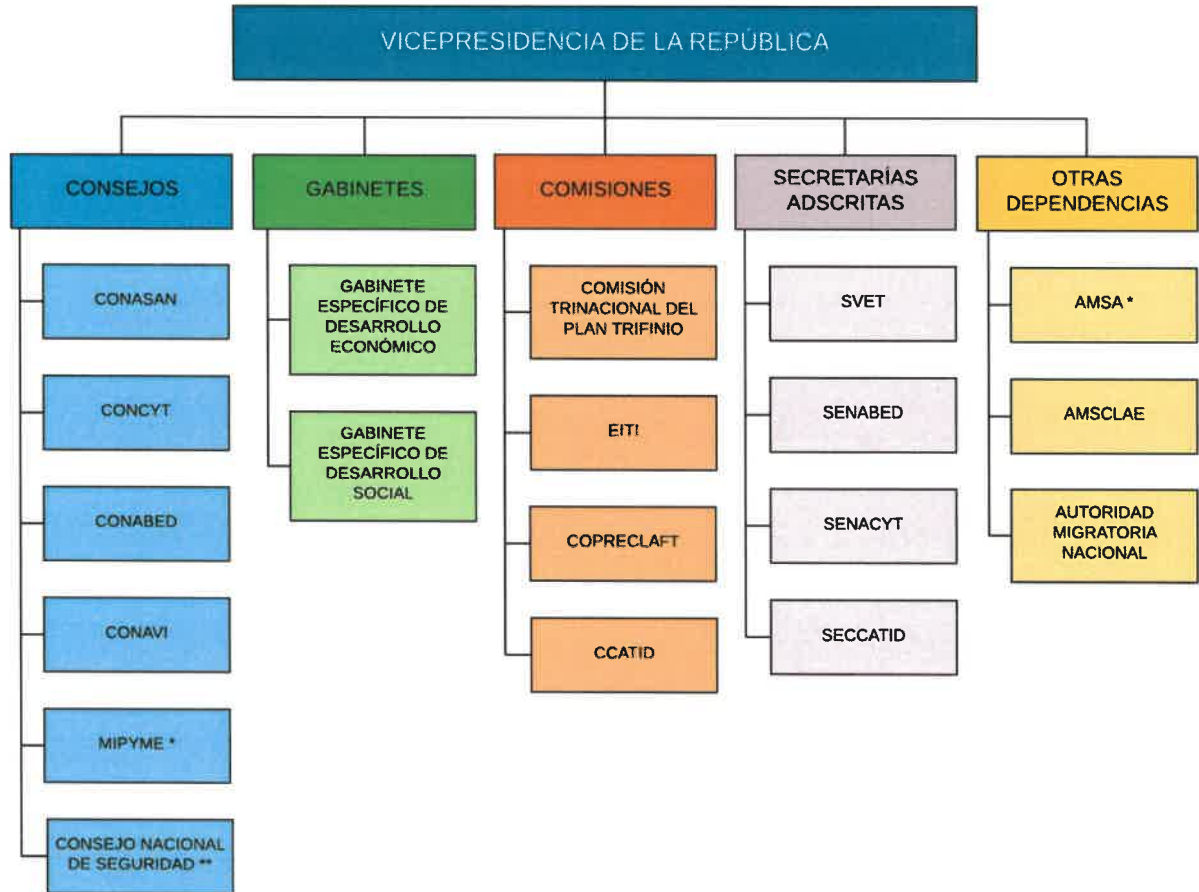 VICEPRESIDENCIA DE LA REPÚBLICA
CONSEJOS
CONASAN
CONCYT
CONABED
CONAVI
MIPYME *
CONSEJO NACIONAL
DE SEGURIDAD **
GABINETES
GABINETE
ESPECÍFICO DE
DESARROLLO
ECONÓMICO
GABINETE
ESPECÍFICO DE
DESARROLLO
SOCIAL
COMISIONES
COMISIÓN
TRINACIONAL DEL
PLAN TRIFINIO
EITI
COPRECLAFT
CCATID
SECRETARÍAS
ADSCRITAS
SVET
SENABED
SENACYT
SECCATID
OTRAS
DEPENDENCIAS
AMSA *
AMSCLAE
AUTORIDAD
MIGRATORIA
NACIONAL